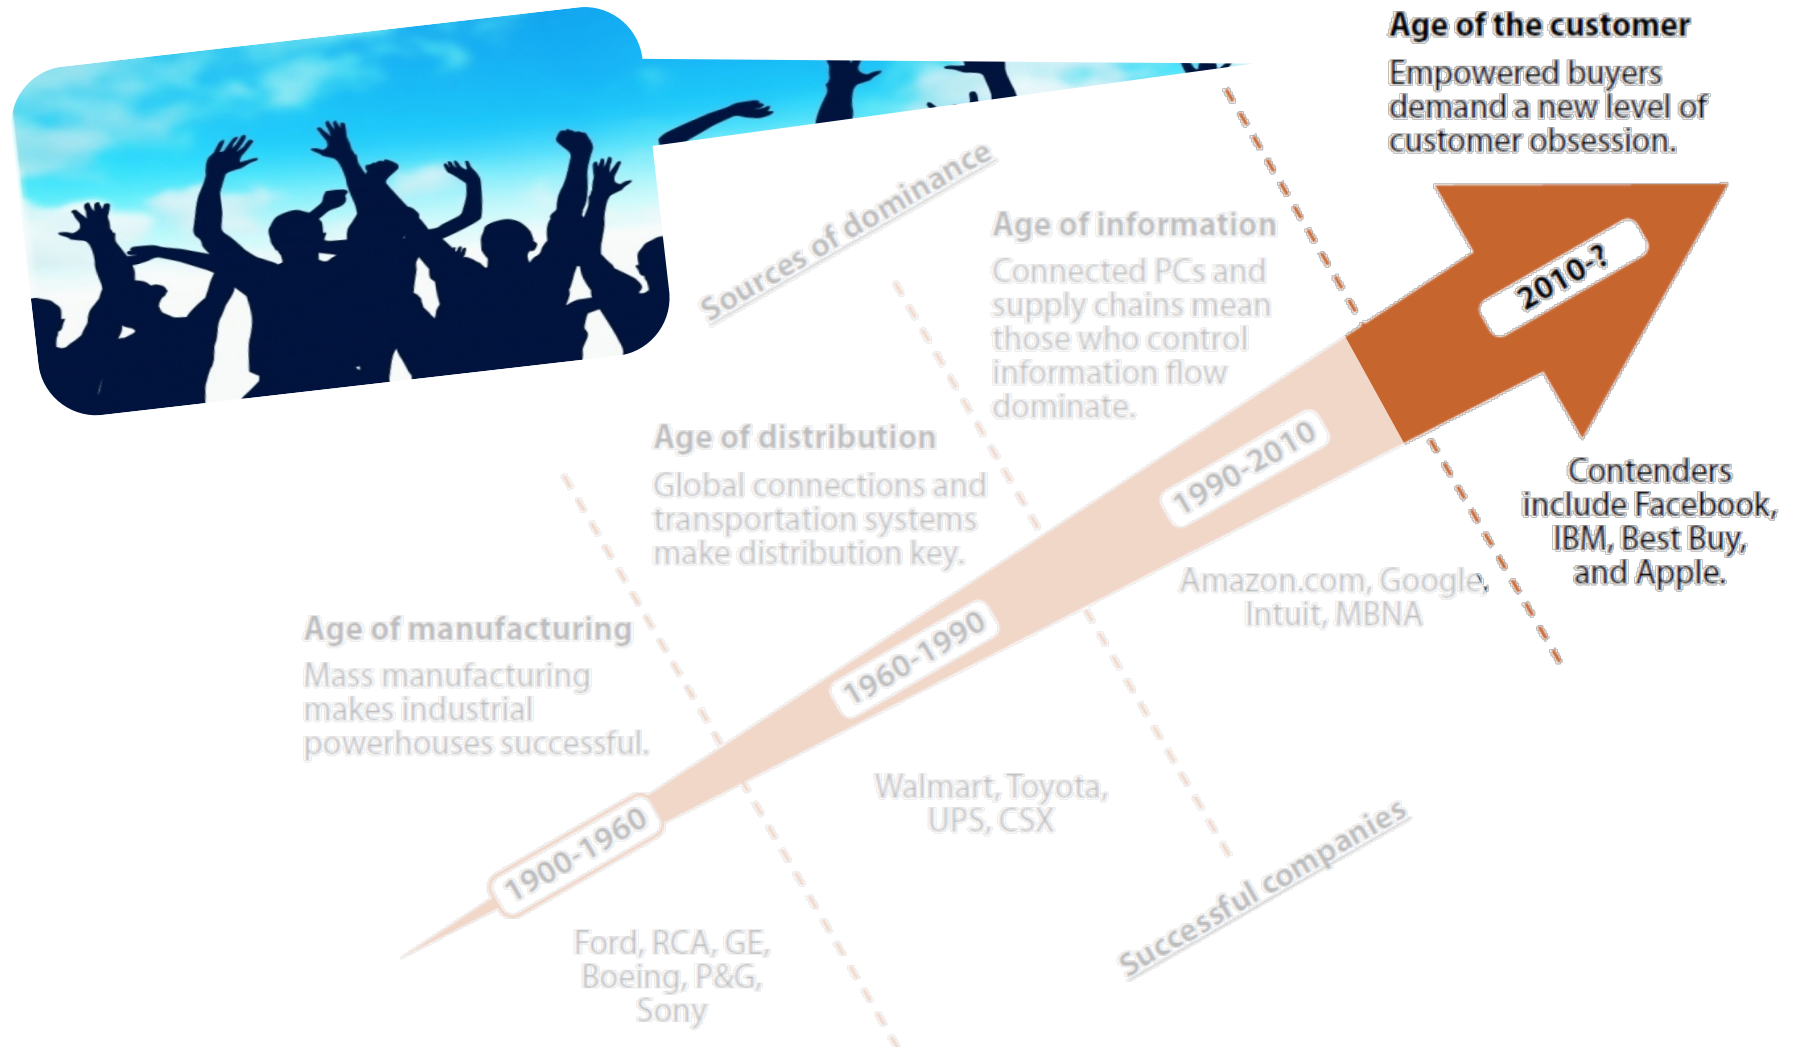 Age of the customer
Empowered buyers
demand a new level of
customer obsession.
2010-?
Contenders
include Facebook,
IBM, Best Buy,
and Apple.
Sources of dominance
Age of information
Connected PCs and
supply chains mean
those who control
information flow
dominate.
1990-2010
Amazon.com, Google,
Intuit, MBNA
Age of distribution
Global connections and
transportation systems
make distribution key.
1960-1990
Walmart, Toyota,
UPS, CSX
Age of manufacturing
Mass manufacturing
makes industrial
powerhouses successful.
1900-1960
Ford, RCA, GE,
Boeing, P&G,
Sony
Successful companies